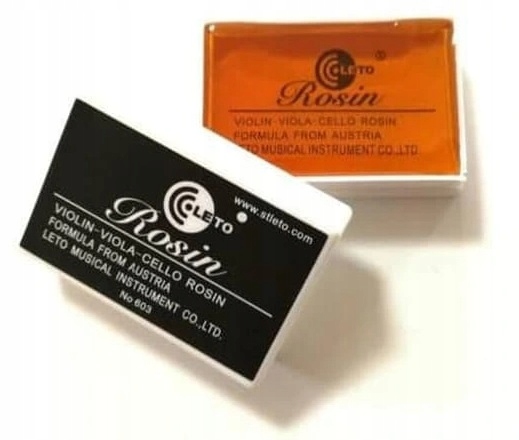 LETO ®
Rosin
VIOLIN-VIOLA-CELLO ROSIN
FORMULA FROM AUSTRIA
LETO MUSICAL INSTRUMENT CO.,LTD
LETO
www.stleto.com
Rosin
VIOLIN-VIOLA-CELLO ROSIN
FORMULA FROM AUSTRIA
LETO MUSICAL INSTRUMENT CO.,LTD.
No 603